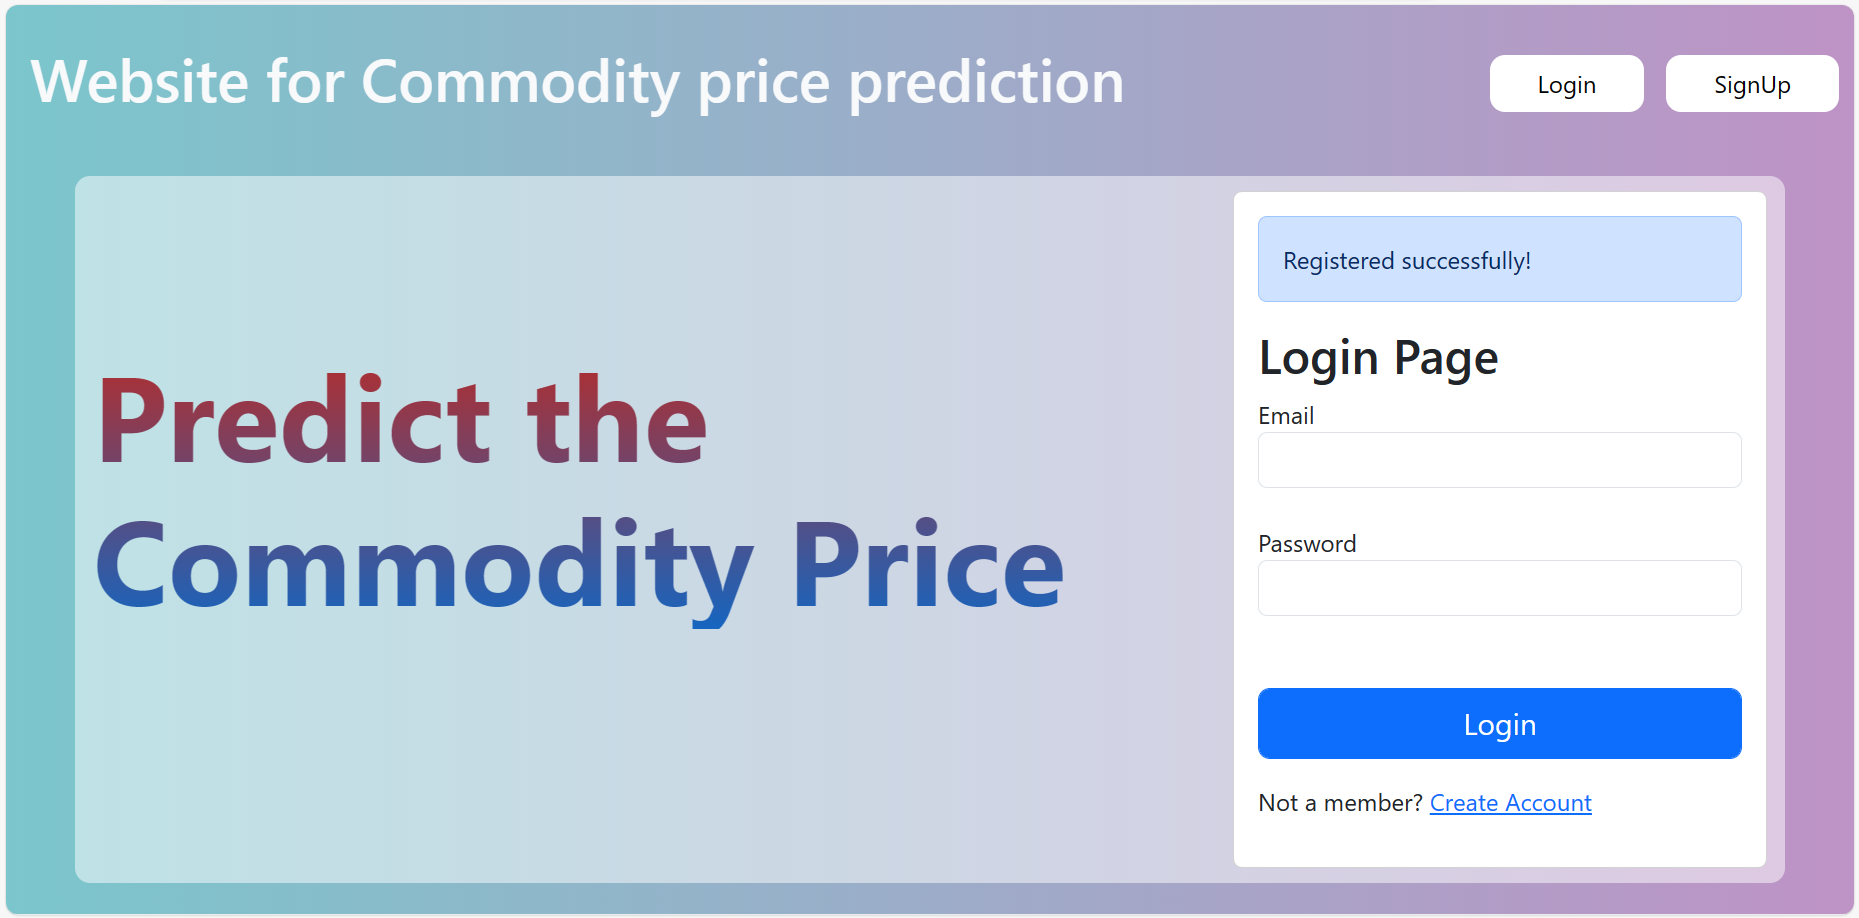 Website for Commodity price prediction
Login
SignUp
Predict the
Commodity Price
Registered successfully!
Login Page
Email
Password
Login
Not a member? Create Account